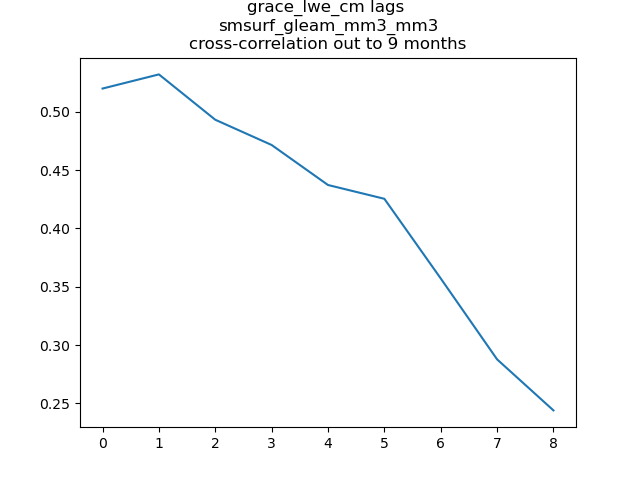 grace_lwe_cm lags
smsurf_gleam_mm3_mm3
cross-correlation out to 9 months
0.50
0.45
0.40
0.35
0.30
0.25
0 1 2 3 4 5 6 7 8